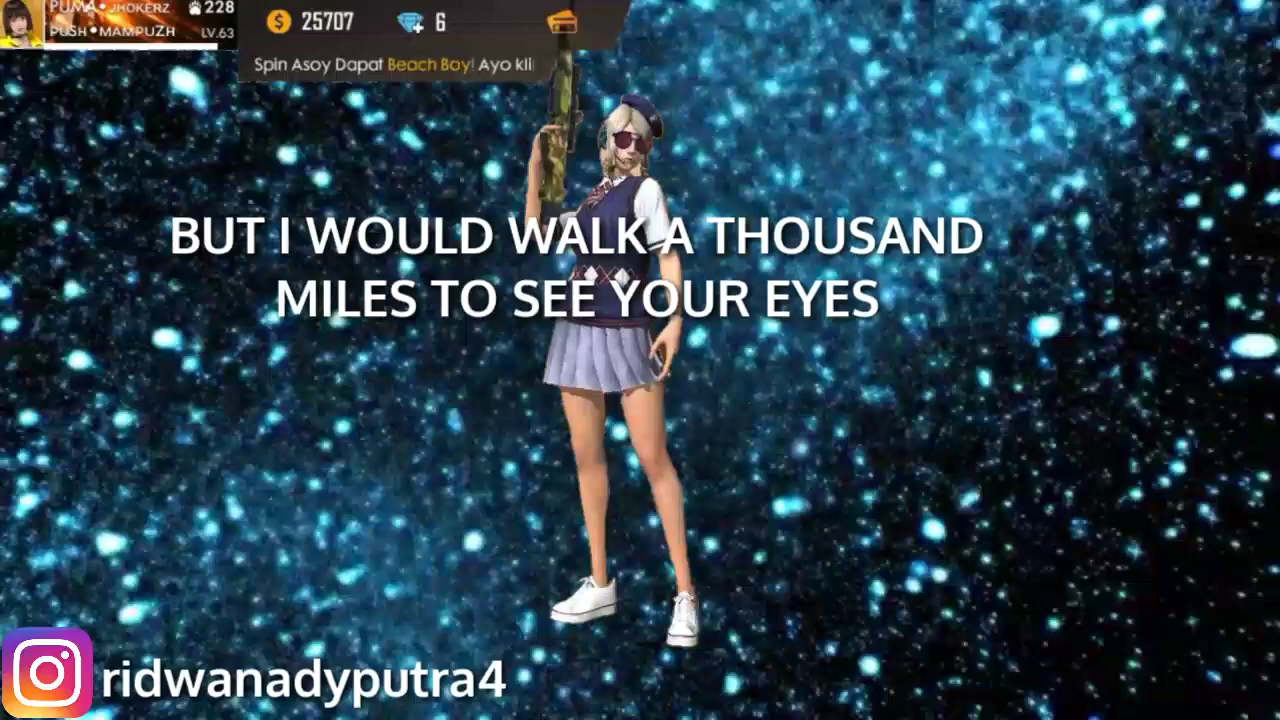 PUMA•JHOKERZ 228
PUSH•MAMPUZH LV.63
25707 6
Spin Asoy Dapat Beach Boy! Ayo kli
BUT I WOULD WALK A THOUSAND
MILES TO SEE YOUR EYES
ridwanadyputra4